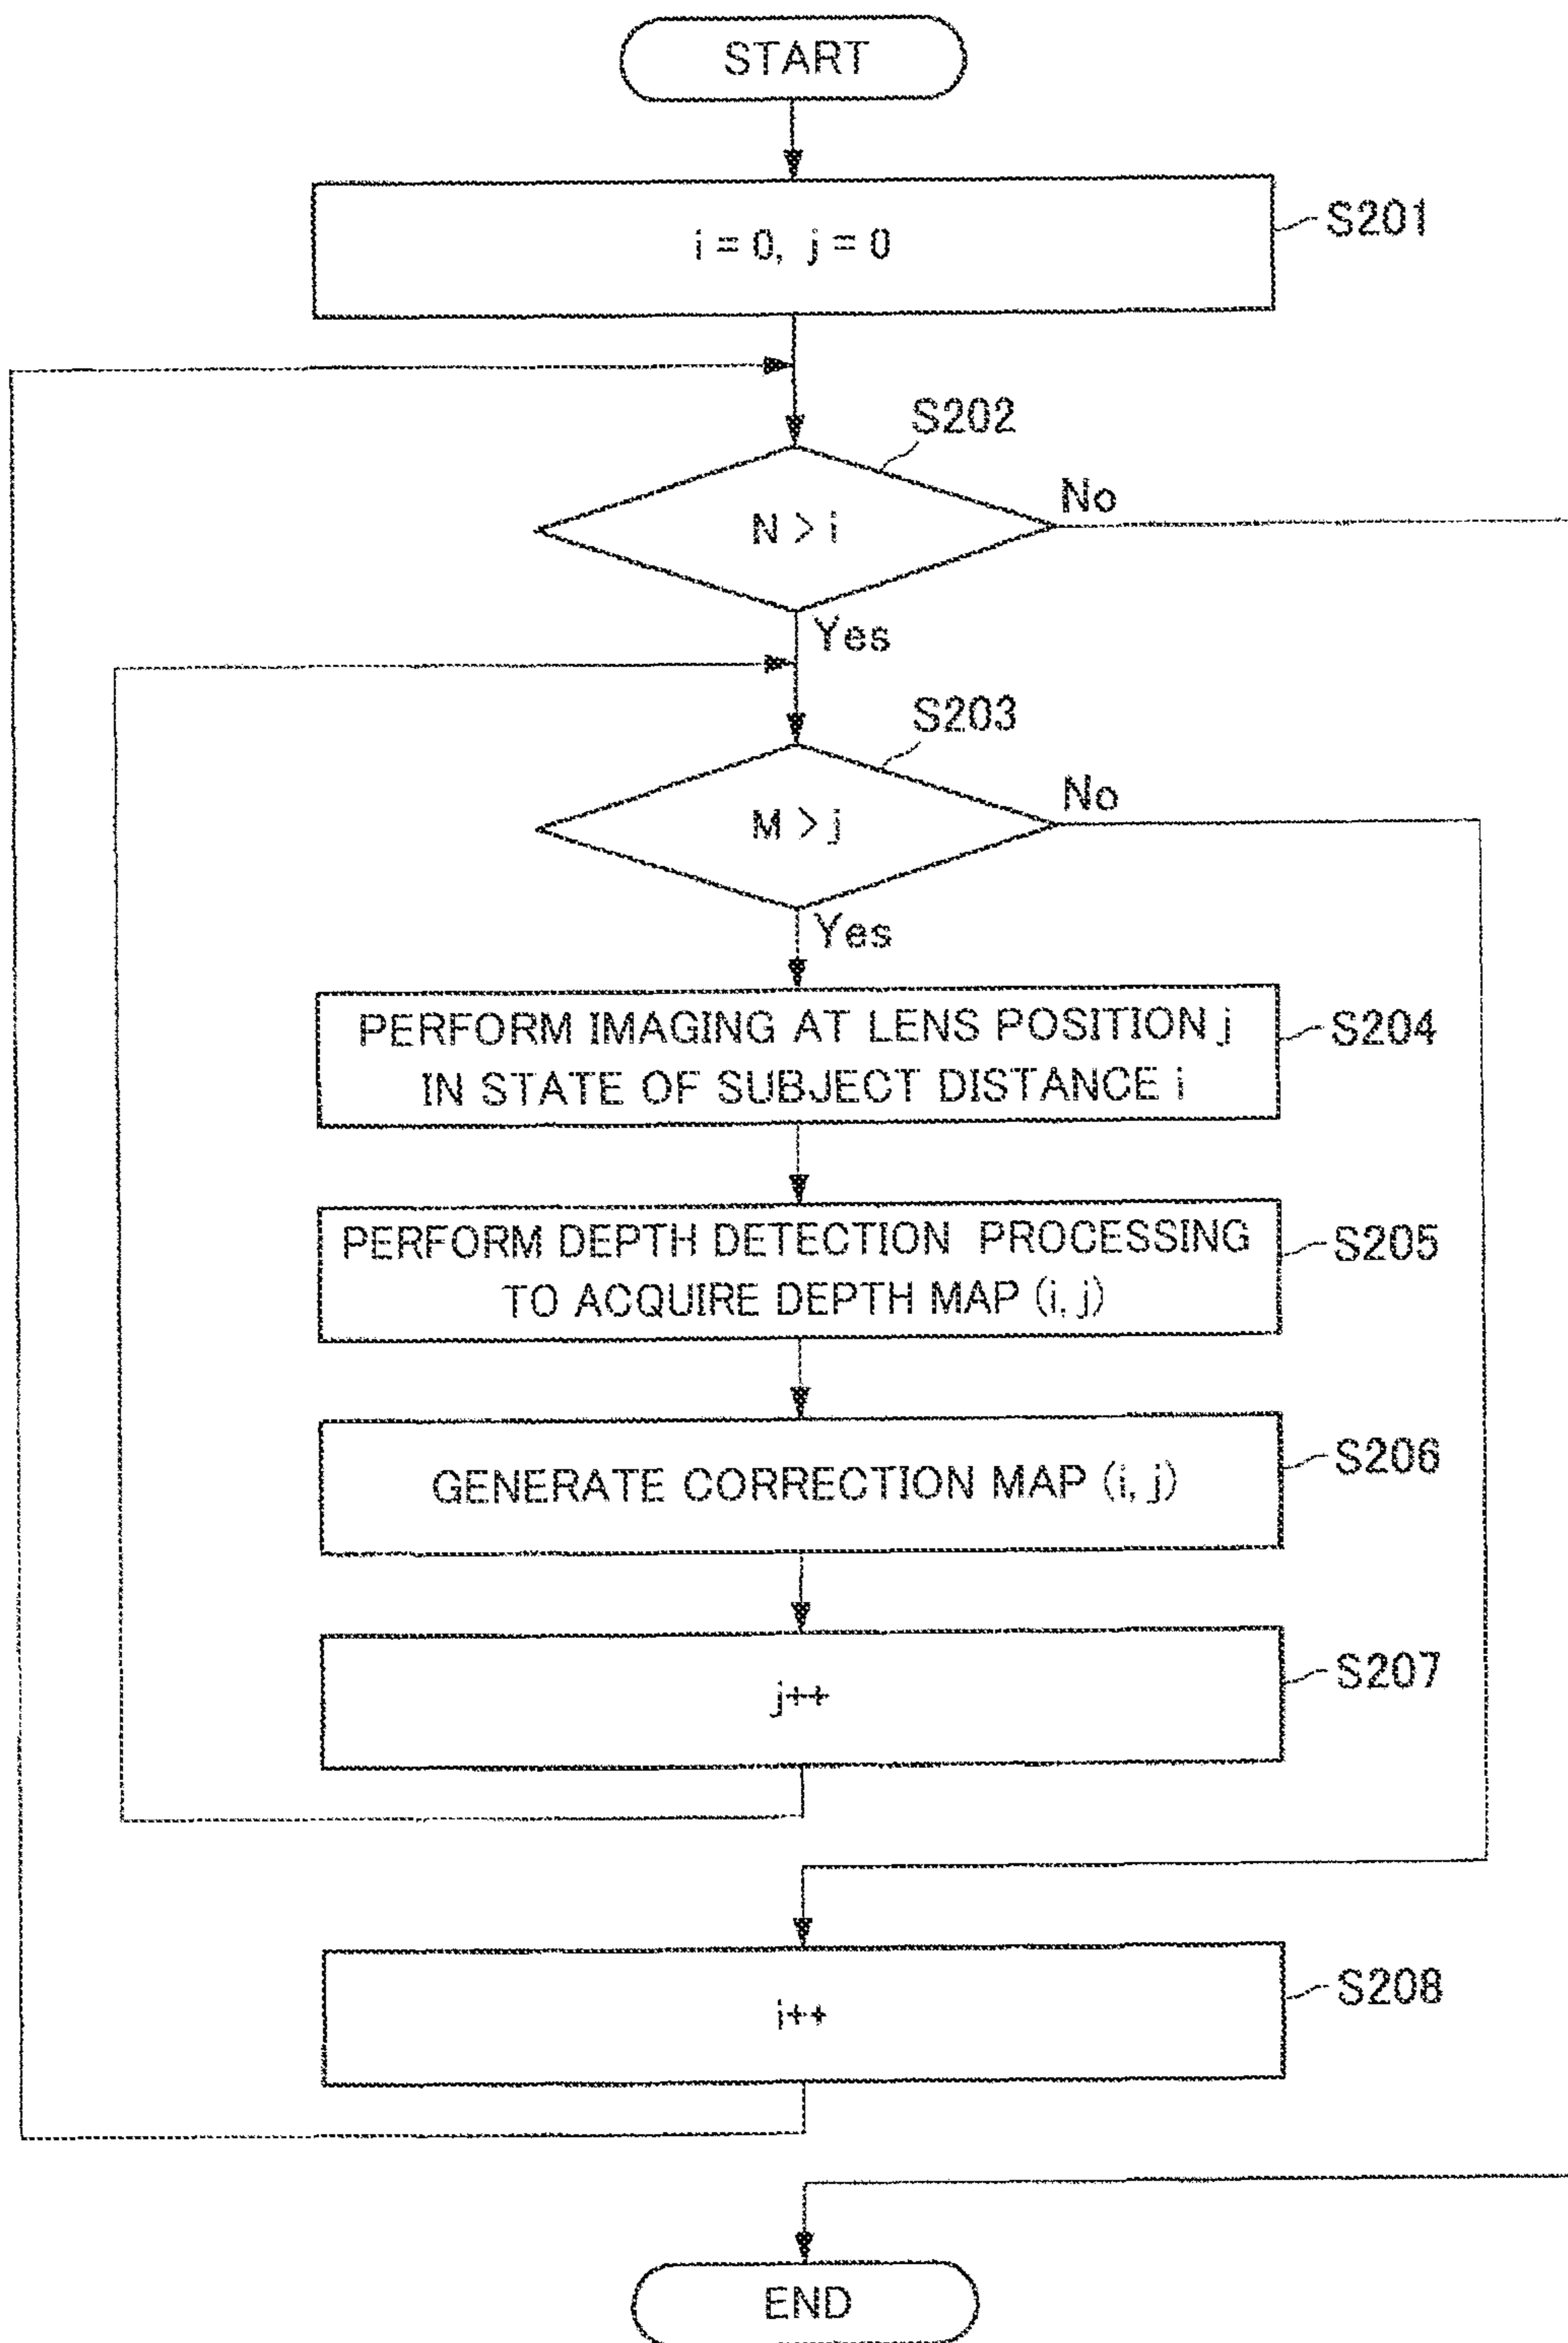 START
i = 0, j = 0
S201
S202
N > i
No
Yes
S203
M > j
No
Yes
PERFORM IMAGING AT LENS POSITION j
IN STATE OF SUBJECT DISTANCE i
S204
PERFORM DEPTH DETECTION PROCESSING
TO ACQUIRE DEPTH MAP (i, j)
S205
GENERATE CORRECTION MAP (i, j)
S206
j++
S207
i++
S208
END